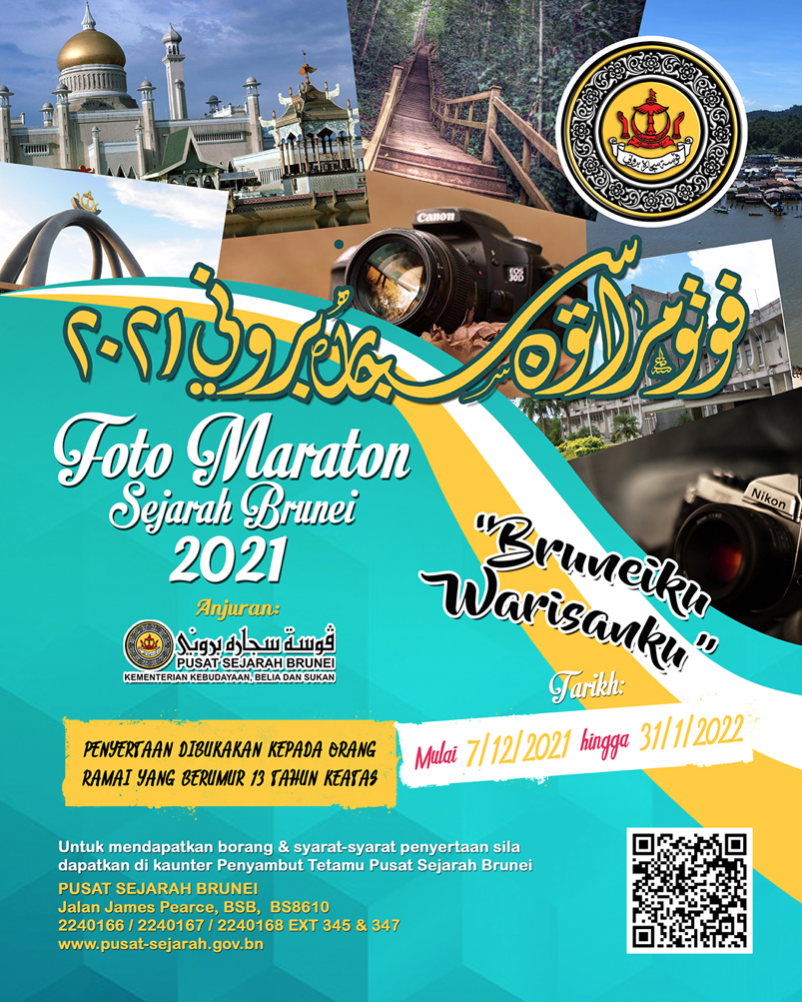 Canon
EOS
30D
فوتو مراتون سجاره بروني ٢٠٢١
Foto Maraton
Sejarah Brunei
2021
Nikon
"Bruneiku
Warisanku"
Anjuran:
ڤوسة سجاره بروني
PUSAT SEJARAH BRUNEI
KEMENTERIAN KEBUDAYAAN, BELIA DAN SUKAN
Tarikh:
Mulai 7/12/2021 hingga 31/1/2022
PENYERTAAN DIBUKAKAN KEPADA ORANG
RAMAI YANG BERUMUR 13 TAHUN KEATAS
Untuk mendapatkan borang & syarat-syarat penyertaan sila
dapatkan di kaunter Penyambut Tetamu Pusat Sejarah Brunei
PUSAT SEJARAH BRUNEI
Jalan James Pearce, BSB, BS8610
2240166 / 2240167 / 2240168 EXT 345 & 347
www.pusat-sejarah.gov.bn